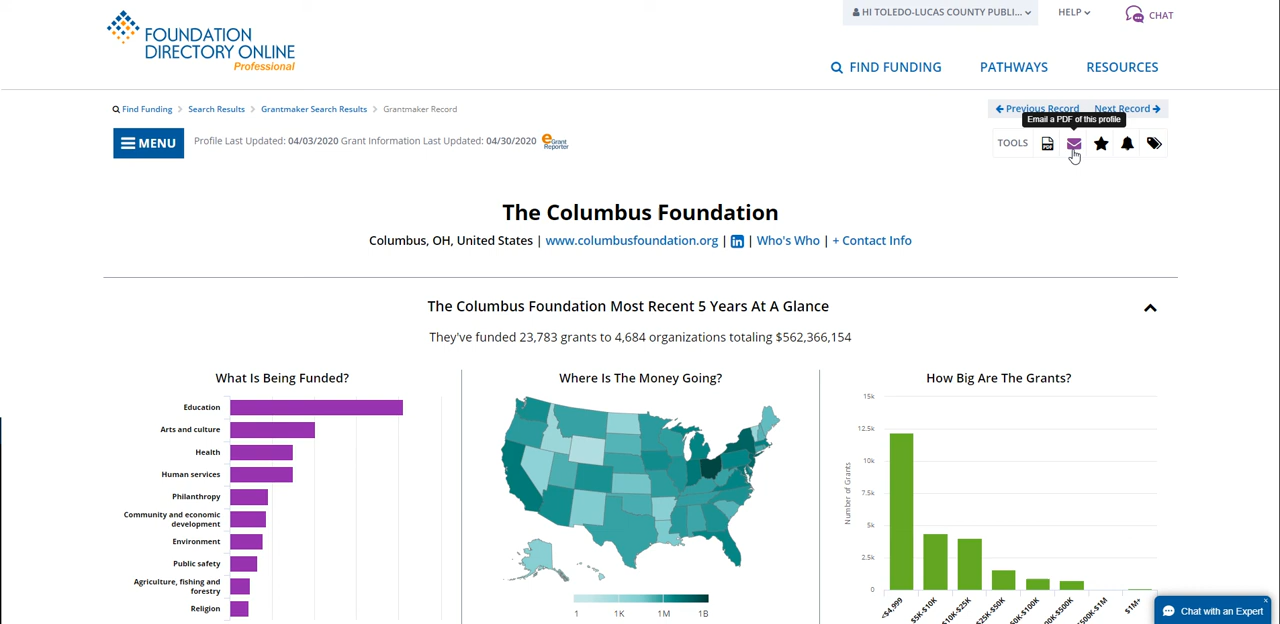 FOUNDATION
DIRECTORY ONLINE
Professional
HI TOLEDO-LUCAS COUNTY PUBLI...
HELP
CHAT
FIND FUNDING
PATHWAYS
RESOURCES
Find Funding > Search Results > Grantmaker Search Results > Grantmaker Record
Previous Record
Next Record
Email a PDF of this profile
MENU
Profile Last Updated: 04/03/2020 Grant Information Last Updated: 04/30/2020
eGrant
Reporter
TOOLS
PDF
The Columbus Foundation
Columbus, OH, United States | www.columbusfoundation.org | in | Who's Who | + Contact Info
The Columbus Foundation Most Recent 5 Years At A Glance
They've funded 23,783 grants to 4,684 organizations totaling $562,366,154
What Is Being Funded?
Education
Arts and culture
Health
Human services
Philanthropy
Community and economic
development
Environment
Public safety
Agriculture, fishing and
forestry
Religion
Where Is The Money Going?
1 1K 1M 1B
How Big Are The Grants?
Number of Grants
15k
12.5k
10k
7.5k
5k
2.5k
0
<$4,999
$5K-$10K
$10K-$25K
$25K-$50K
$1M+
Chat with an Expert
x